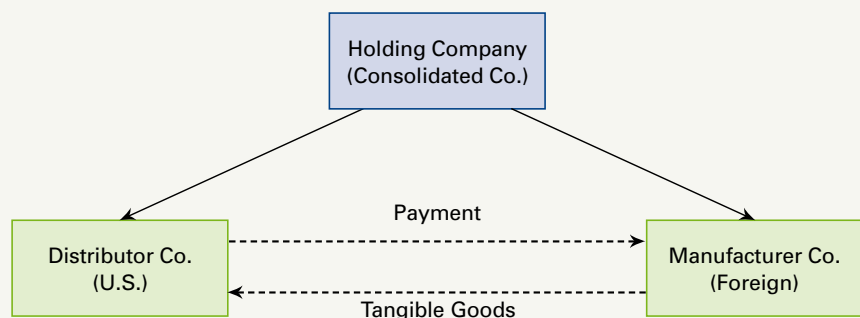 Holding Company
(Consolidated Co.)
Payment
Distributor Co.
(U.S.)
Manufacturer Co.
(Foreign)
Tangible Goods